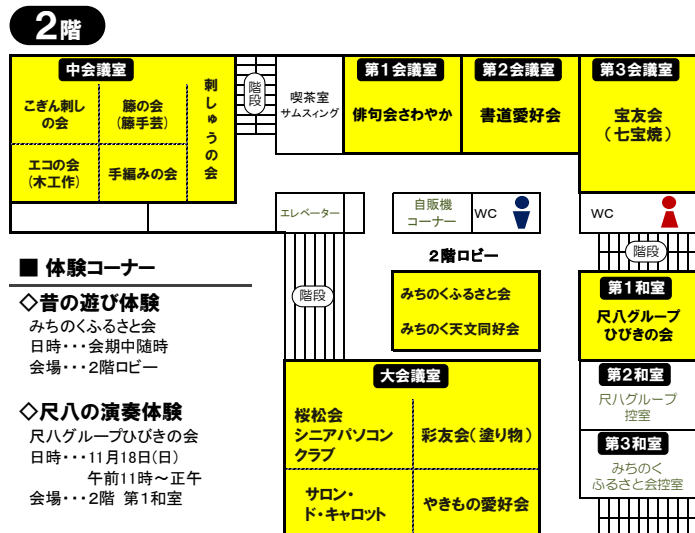 2階
中会議室
こぎん刺し
の会
籐の会
(籐手芸)
刺しゅうの会
エコの会
(木工作)
手編みの会
階段
喫茶室
サムスィング
第1会議室
俳句会さわやか
第2会議室
書道愛好会
第3会議室
宝友会
(七宝焼)
エレベーター
自販機
コーナー
WC
WC
階段
2階ロビー
階段
みちのくふるさと会
みちのく天文同好会
第1和室
尺八グループ
ひびきの会
第2和室
尺八グループ
控室
第3和室
みちのく
ふるさと会控室
大会議室
桜松会
シニアパソコン
クラブ
彩友会(塗り物)
サロン・
ド・キャロット
やきもの愛好会
■ 体験コーナー
◇昔の遊び体験
みちのくふるさと会
日時・・・会期中随時
会場・・・2階ロビー
◇尺八の演奏体験
尺八グループひびきの会
日時・・・11月18日(日)
午前11時～正午
会場・・・2階 第1和室